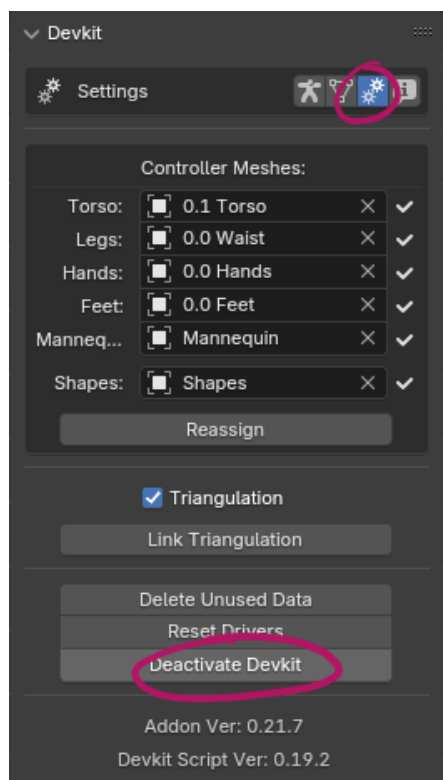 Devkit
Settings
Controller Meshes:
Torso: 0.1 Torso
Legs: 0.0 Waist
Hands: 0.0 Hands
Feet: 0.0 Feet
Manneq... Mannequin
Shapes: Shapes
Reassign
Triangulation
Link Triangulation
Delete Unused Data
Reset Drivers
Deactivate Devkit
Addon Ver: 0.21.7
Devkit Script Ver: 0.19.2